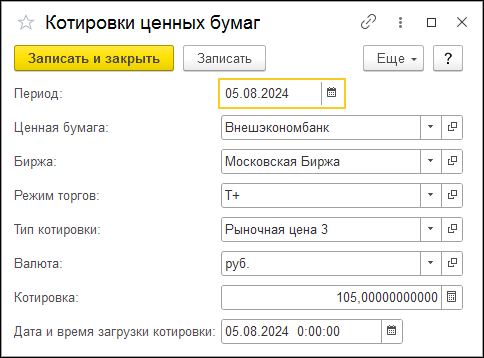 Котировки ценных бумаг
Записать и закрыть Записать Еще ?
Период: 05.08.2024
Ценная бумага: Внешэкономбанк
Биржа: Московская Биржа
Режим торгов: Т+
Тип котировки: Рыночная цена 3
Валюта: руб.
Котировка: 105,00000000000
Дата и время загрузки котировки: 05.08.2024 0:00:00